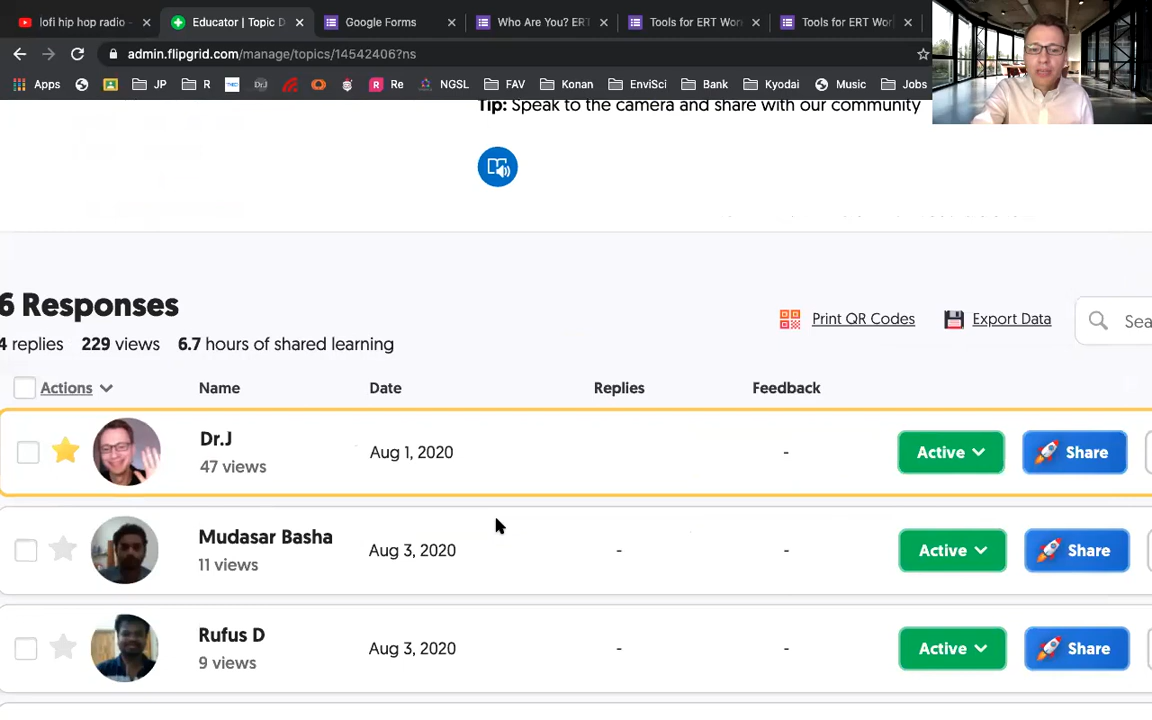 lofi hip hop radio -
Educator | Topic D
Google Forms
Who Are You? ERT
Tools for ERT Wor
Tools for ERT Wor
admin.flipgrid.com/manage/topics/14542406?ns
Apps JP R Dr.J Re NGSL FAV Konan EnviSci Bank Kyodai Music Jobs
Tip: Speak to the camera and share with our community
6 Responses
Print QR Codes Export Data Sea
4 replies 229 views 6.7 hours of shared learning
Actions Name Date Replies Feedback
Dr.J
47 views
Aug 1, 2020 - Active Share
Mudasar Basha
11 views
Aug 3, 2020 - - Active Share
Rufus D
9 views
Aug 3, 2020 - - Active Share